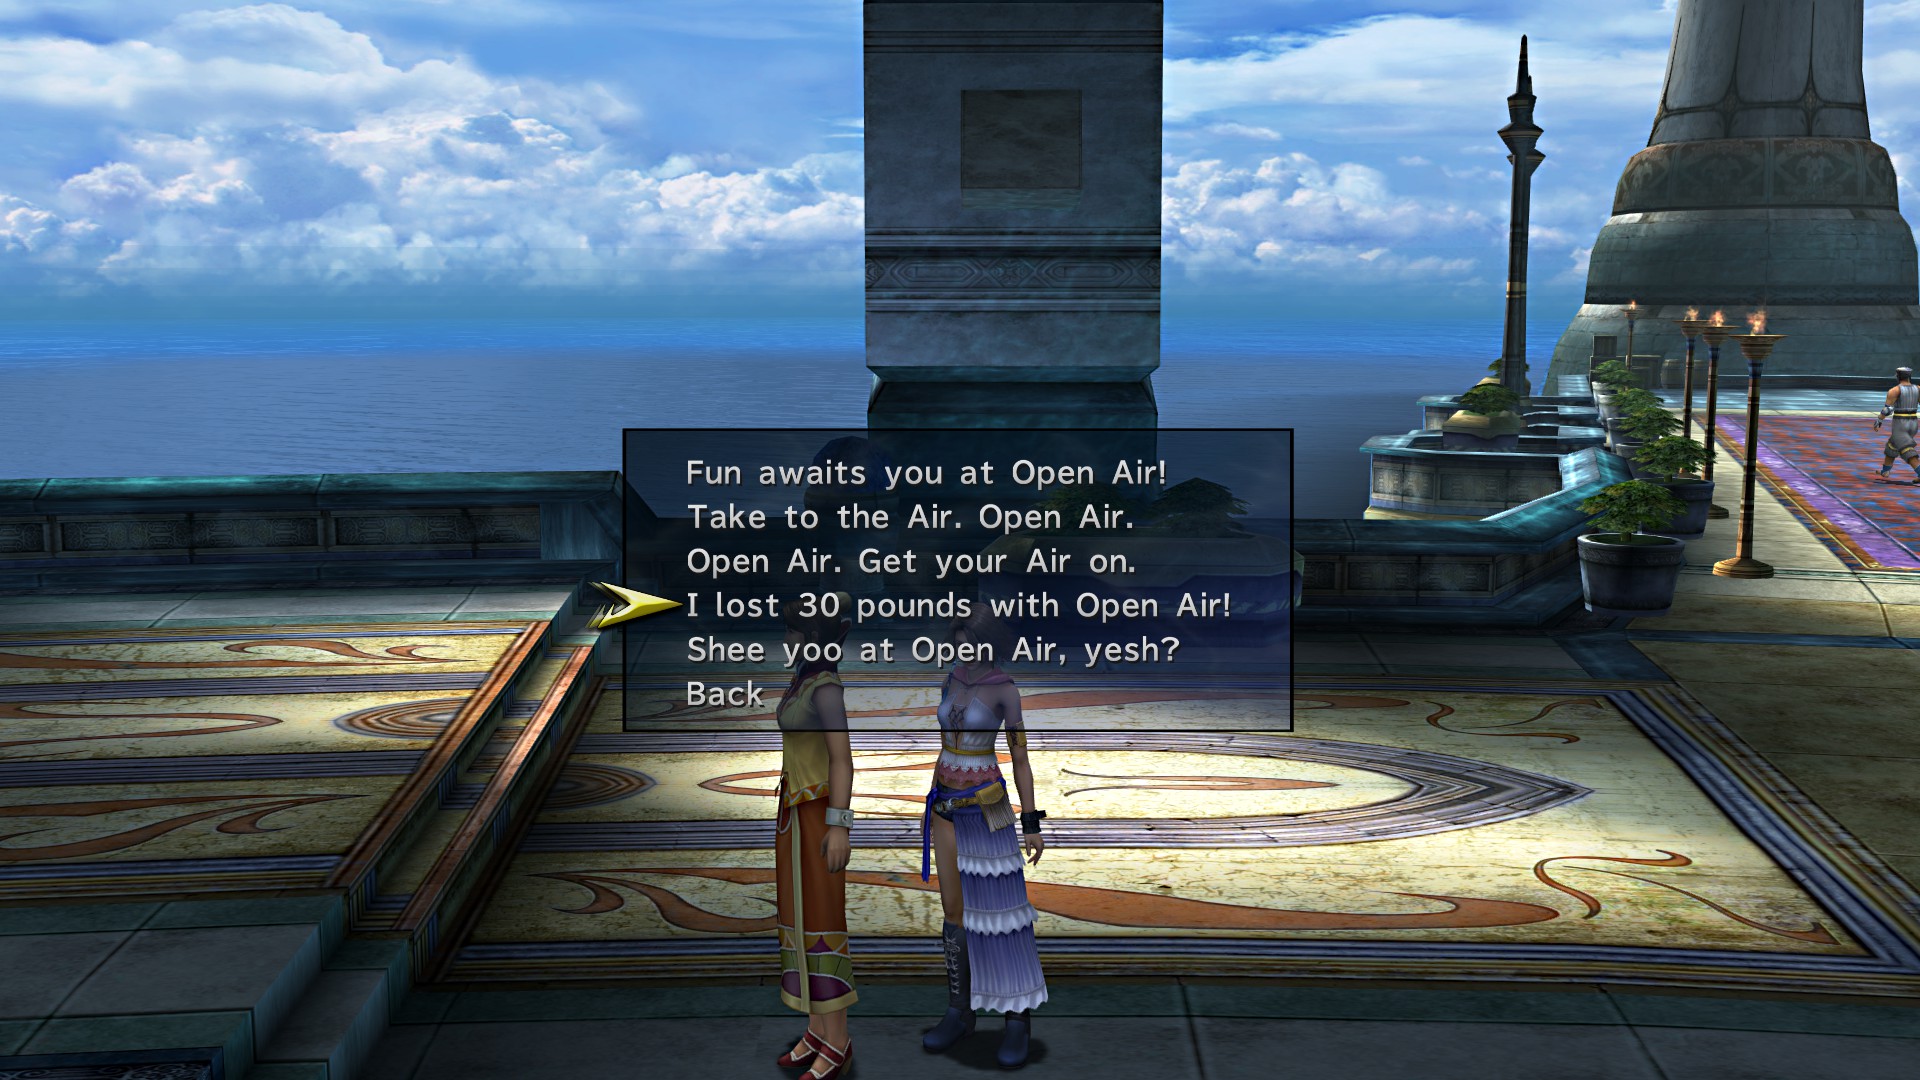 Fun awaits you at Open Air!
Take to the Air. Open Air.
Open Air. Get your Air on.
I lost 30 pounds with Open Air!
Shee yoo at Open Air, yesh?
Back